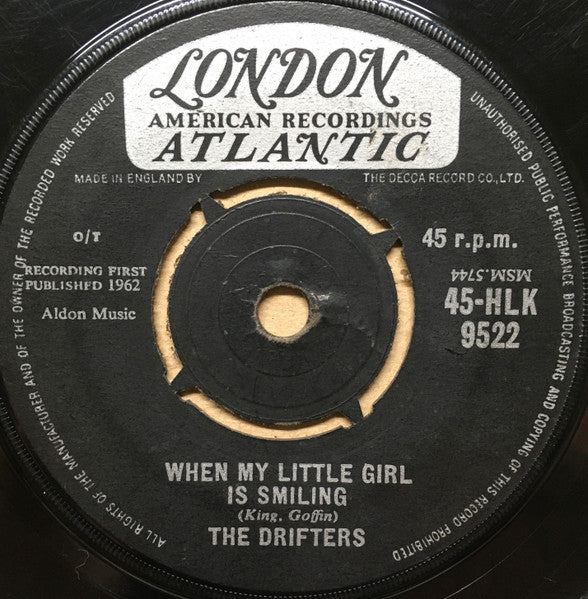 LONDON
AMERICAN RECORDINGS
ATLANTIC
MADE IN ENGLAND BY
THE DECCA RECORD CO., LTD.
O/T
45 r.p.m.
RECORDING FIRST
PUBLISHED 1962
MSM.5744
Aldon Music
45-HLK
9522
WHEN MY LITTLE GIRL
IS SMILING
(King, Goffin)
THE DRIFTERS
ALL RIGHTS OF THE MANUFACTURER AND OF THE OWNER OF THE RECORDED WORK RESERVED
UNAUTHORISED PUBLIC PERFORMANCE BROADCASTING AND COPYING OF THIS RECORD PROHIBITED